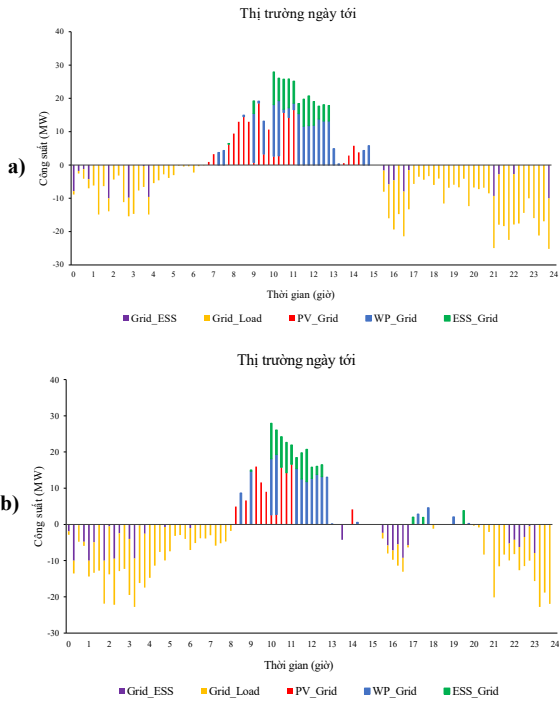 Thị trường ngày tới
a)
Công suất (MW)
40
30
20
10
0
-10
-20
-30
0 1 2 3 4 5 6 7 8 9 10 11 12 13 14 15 16 17 18 19 20 21 22 23 24
Thời gian (giờ)
Grid_ESS Grid_Load PV_Grid WP_Grid ESS_Grid
Thị trường ngày tới
b)
Công suất (MW)
40
30
20
10
0
-10
-20
-30
0 1 2 3 4 5 6 7 8 9 10 11 12 13 14 15 16 17 18 19 20 21 22 23 24
Thời gian (giờ)
Grid_ESS Grid_Load PV_Grid WP_Grid ESS_Grid